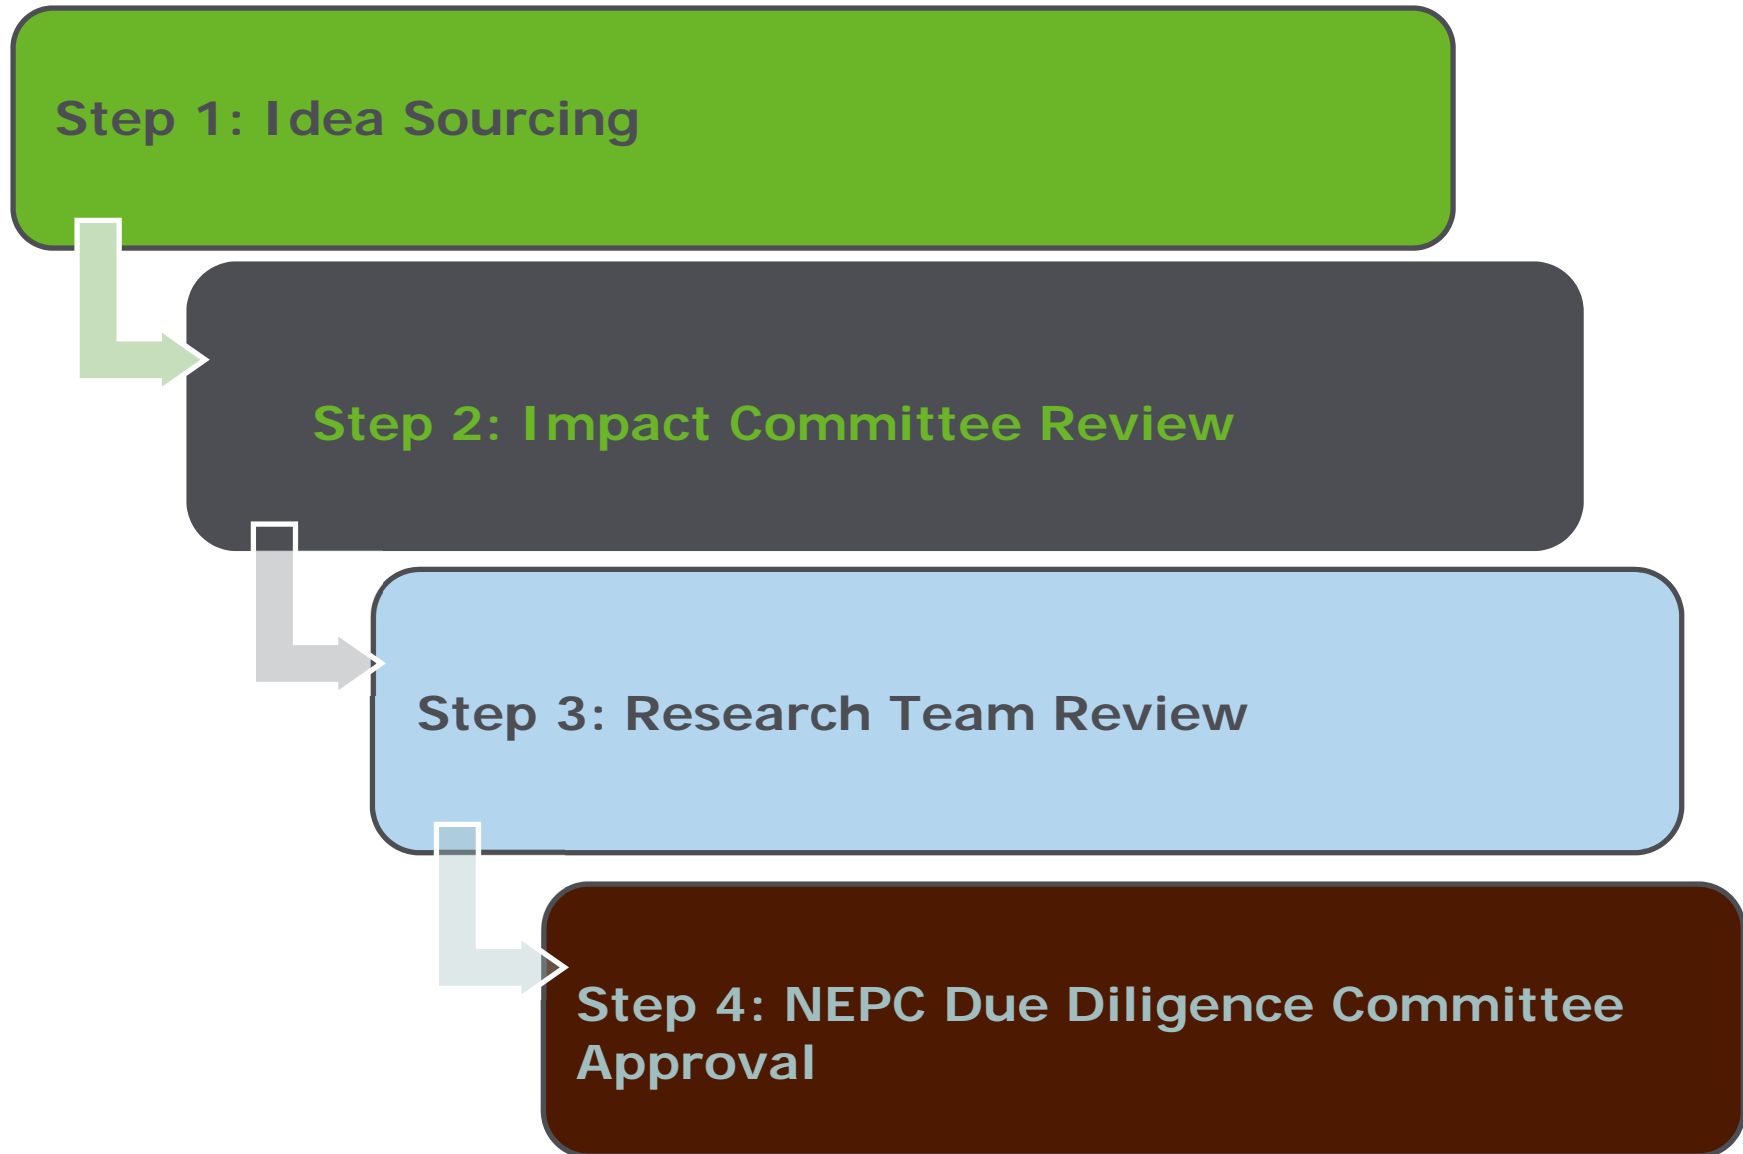 Step 1: Idea Sourcing
Step 2: Impact Committee Review
Step 3: Research Team Review
Step 4: NEPC Due Diligence Committee
Approval